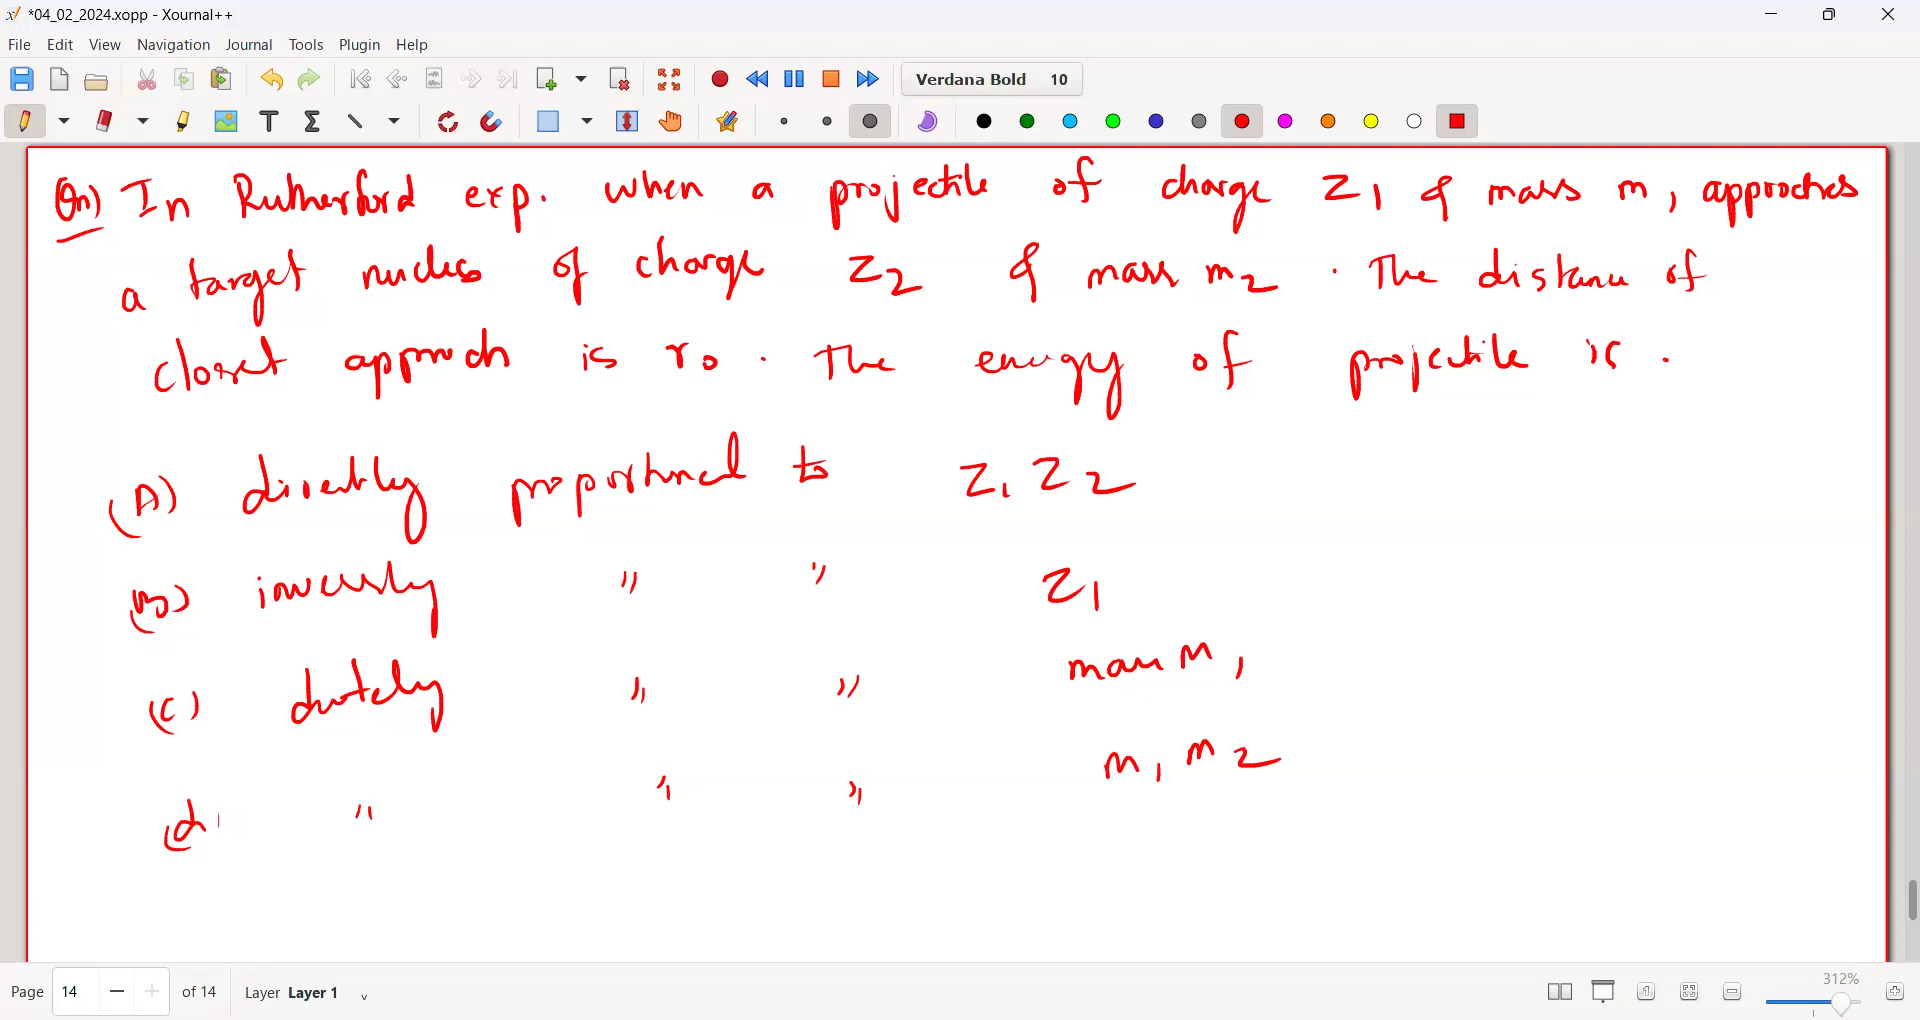 *04_02_2024.xopp - Xournal++
File Edit View Navigation Journal Tools Plugin Help
Verdana Bold 10
Qn) In Rutherford exp. when a projectile of charge Z1 & mass m1 approaches
a target nucleus of charge Z2 & mass m2 . The distance of
closet approach is r0 . The energy of projectile is .
(A) directly proportional to Z1 Z2
(B) inversly " " Z1
(C) " " mass M1
(d) " " " m1 m2
Page 14 of 14 Layer Layer 1 312%